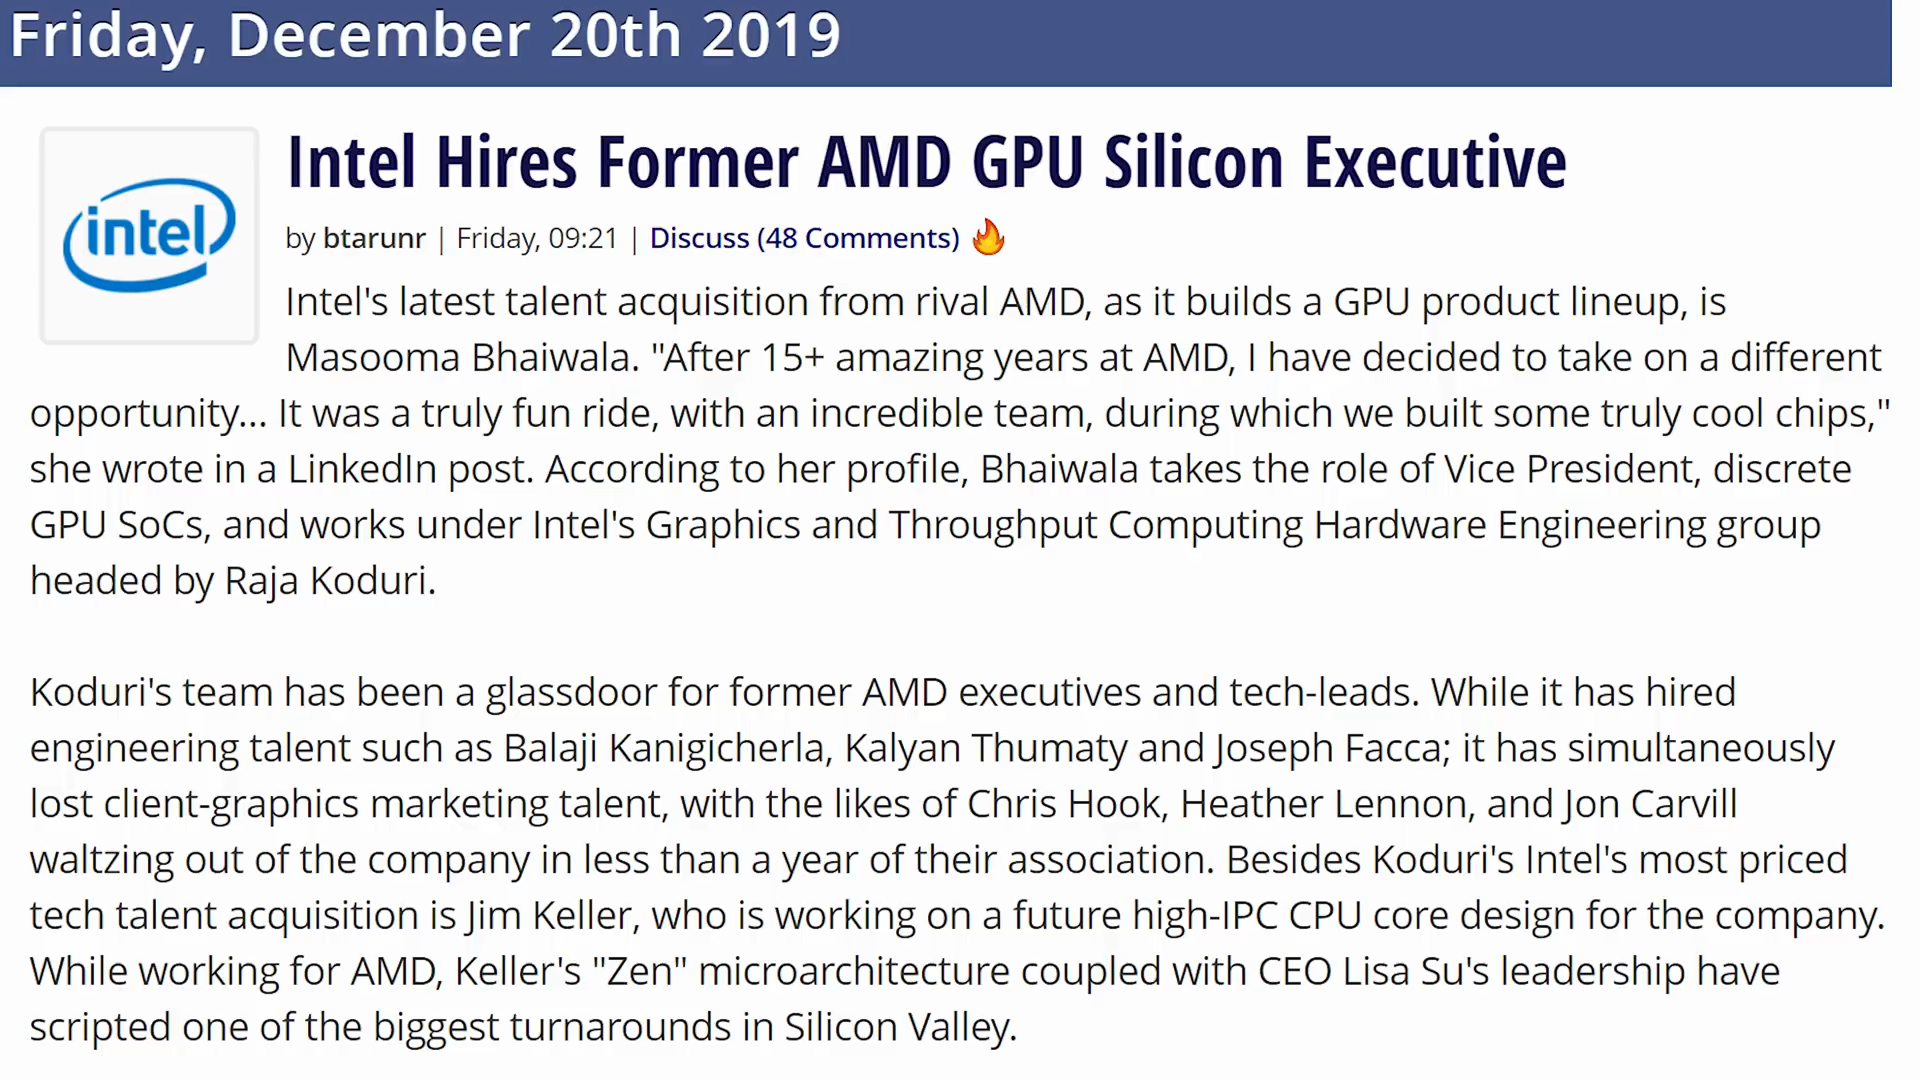 Friday, December 20th 2019
intel
Intel Hires Former AMD GPU Silicon Executive
by btarunr | Friday, 09:21 | Discuss (48 Comments)
Intel's latest talent acquisition from rival AMD, as it builds a GPU product lineup, is
Masooma Bhaiwala. "After 15+ amazing years at AMD, I have decided to take on a different
opportunity... It was a truly fun ride, with an incredible team, during which we built some truly cool chips,"
she wrote in a LinkedIn post. According to her profile, Bhaiwala takes the role of Vice President, discrete
GPU SoCs, and works under Intel's Graphics and Throughput Computing Hardware Engineering group
headed by Raja Koduri.
Koduri's team has been a glassdoor for former AMD executives and tech-leads. While it has hired
engineering talent such as Balaji Kanigicherla, Kalyan Thumaty and Joseph Facca; it has simultaneously
lost client-graphics marketing talent, with the likes of Chris Hook, Heather Lennon, and Jon Carvill
waltzing out of the company in less than a year of their association. Besides Koduri's Intel's most priced
tech talent acquisition is Jim Keller, who is working on a future high-IPC CPU core design for the company.
While working for AMD, Keller's "Zen" microarchitecture coupled with CEO Lisa Su's leadership have
scripted one of the biggest turnarounds in Silicon Valley.